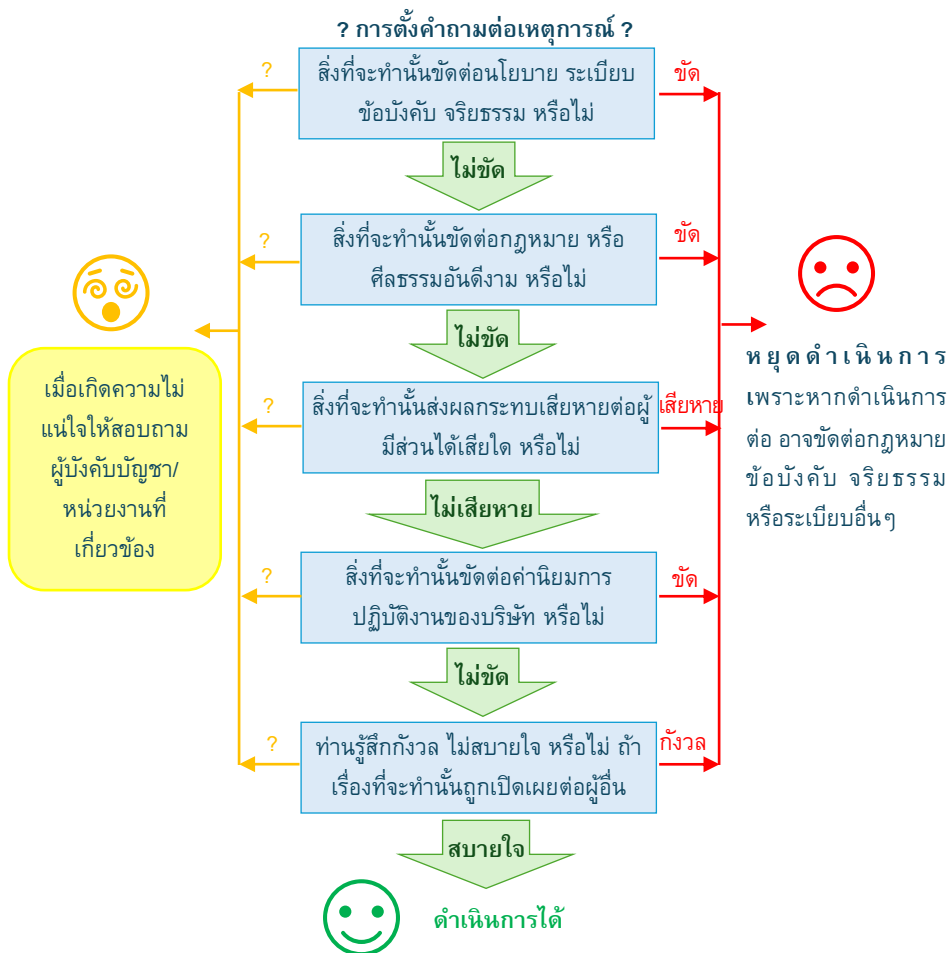 ? การตั้งคำถามต่อเหตุการณ์ ?
?
สิ่งที่จะทำนั้นขัดต่อนโยบาย ระเบียบ
ข้อบังคับ จริยธรรม หรือไม่
ขัด
ไม่ขัด
?
สิ่งที่จะทำนั้นขัดต่อกฎหมาย หรือ
ศีลธรรมอันดีงาม หรือไม่
ขัด
ไม่ขัด
?
สิ่งที่จะทำนั้นส่งผลกระทบเสียหายต่อผู้
มีส่วนได้เสียใด หรือไม่
เสียหาย
ไม่เสียหาย
?
สิ่งที่จะทำนั้นขัดต่อค่านิยมการ
ปฏิบัติงานของบริษัท หรือไม่
ขัด
ไม่ขัด
?
ท่านรู้สึกกังวล ไม่สบายใจ หรือไม่ ถ้า
เรื่องที่จะทำนั้นถูกเปิดเผยต่อผู้อื่น
กังวล
สบายใจ
ดำเนินการได้
เมื่อเกิดความไม่
แน่ใจให้สอบถาม
ผู้บังคับบัญชา/
หน่วยงานที่
เกี่ยวข้อง
หยุดดำเนินการ
เพราะหากดำเนินการ
ต่อ อาจขัดต่อกฎหมาย
ข้อบังคับ จริยธรรม
หรือระเบียบอื่นๆ